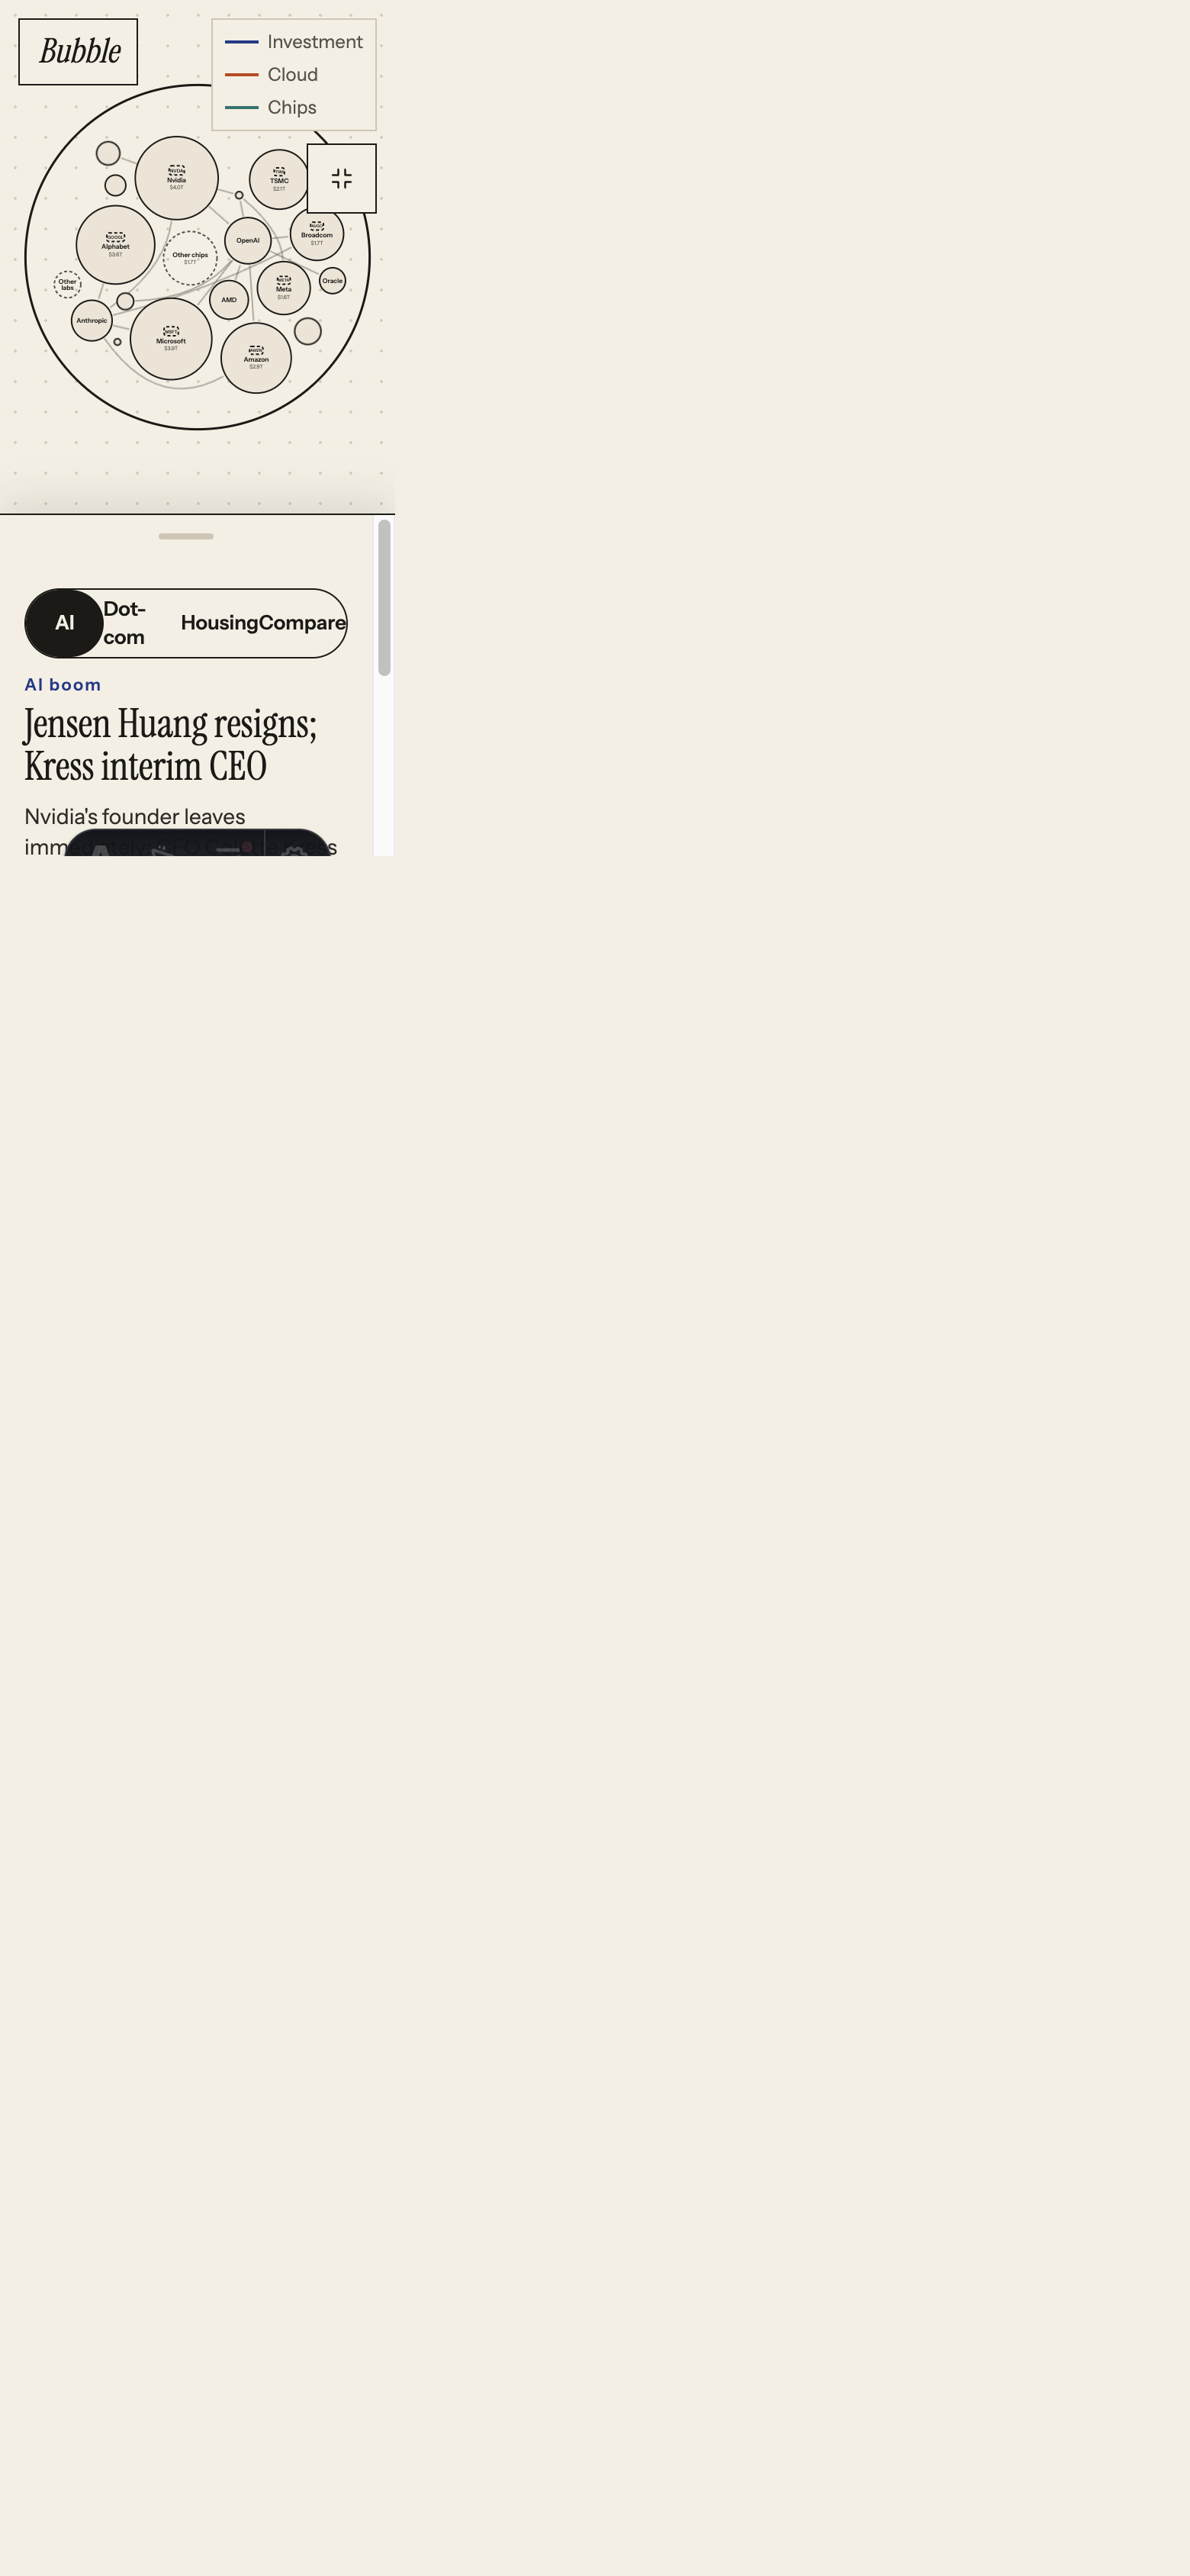 Bubble
Investment
Cloud
Chips
Nvidia
$4.0T
TSMC
$2.1T
Alphabet
$3.6T
Other chips
$1.7T
OpenAI
Broadcom
$1.7T
Other
labs
Meta
$1.6T
Oracle
AMD
Anthropic
Microsoft
$3.9T
Amazon
$2.8T
AI
Dot-
com
Housing
Compare
AI boom
Jensen Huang resigns;
Kress interim CEO
Nvidia's founder leaves